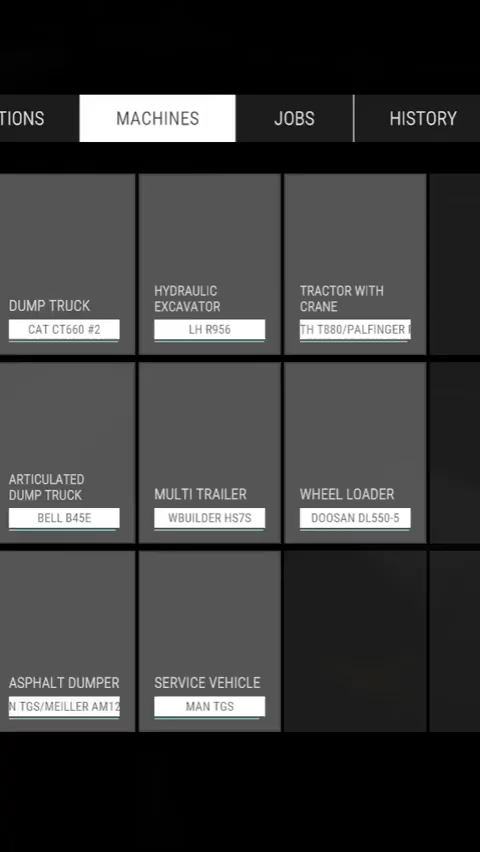 TIONS MACHINES JOBS HISTORY
DUMP TRUCK
CAT CT660 #2
HYDRAULIC
EXCAVATOR
LH R956
TRACTOR WITH
CRANE
TH T880/PALFINGER
ARTICULATED
DUMP TRUCK
BELL B45E
MULTI TRAILER
WBUILDER HS7S
WHEEL LOADER
DOOSAN DL550-5
ASPHALT DUMPER
N TGS/MEILLER AM12
SERVICE VEHICLE
MAN TGS